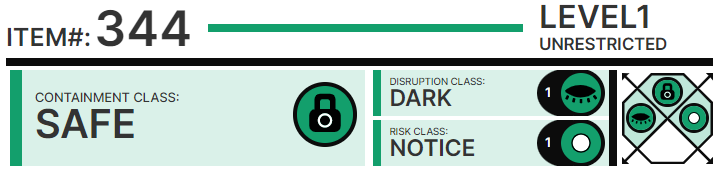 ITEM#: 344
LEVEL1
UNRESTRICTED
CONTAINMENT CLASS:
SAFE
DISRUPTION CLASS:
DARK
1
RISK CLASS:
NOTICE
1